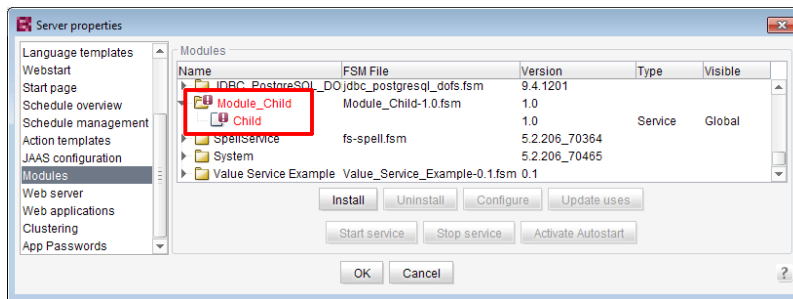 Server properties
Language templates
Webstart
Start page
Schedule overview
Schedule management
Action templates
JAAS configuration
Modules
Web server
Web applications
Clustering
App Passwords
Modules
Name FSM File Version Type Visible
JDBC_PostgreSQL_DO jdbc_postgresql_dofs.fsm 9.4.1201
Module_Child Module_Child-1.0.fsm 1.0
Child 1.0 Service Global
SpellService fs-spell.fsm 5.2.206_70364
System 5.2.206_70465
Value Service Example Value_Service_Example-0.1.fsm 0.1
Install Uninstall Configure Update uses
Start service Stop service Activate Autostart
OK Cancel ?